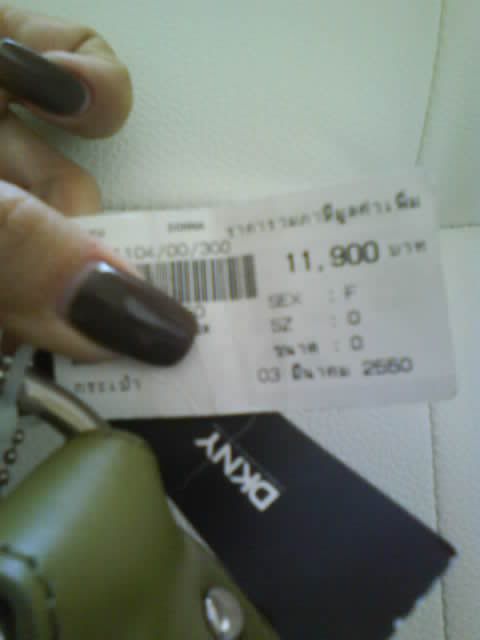 DONNA
ราคารวมภาษีมูลค่าเพิ่ม
1104/00/300
11,900 บาท
SEX : F
SZ : 0
ขนาด : 0
กระเป๋า
03 มีนาคม 2550
DKNY